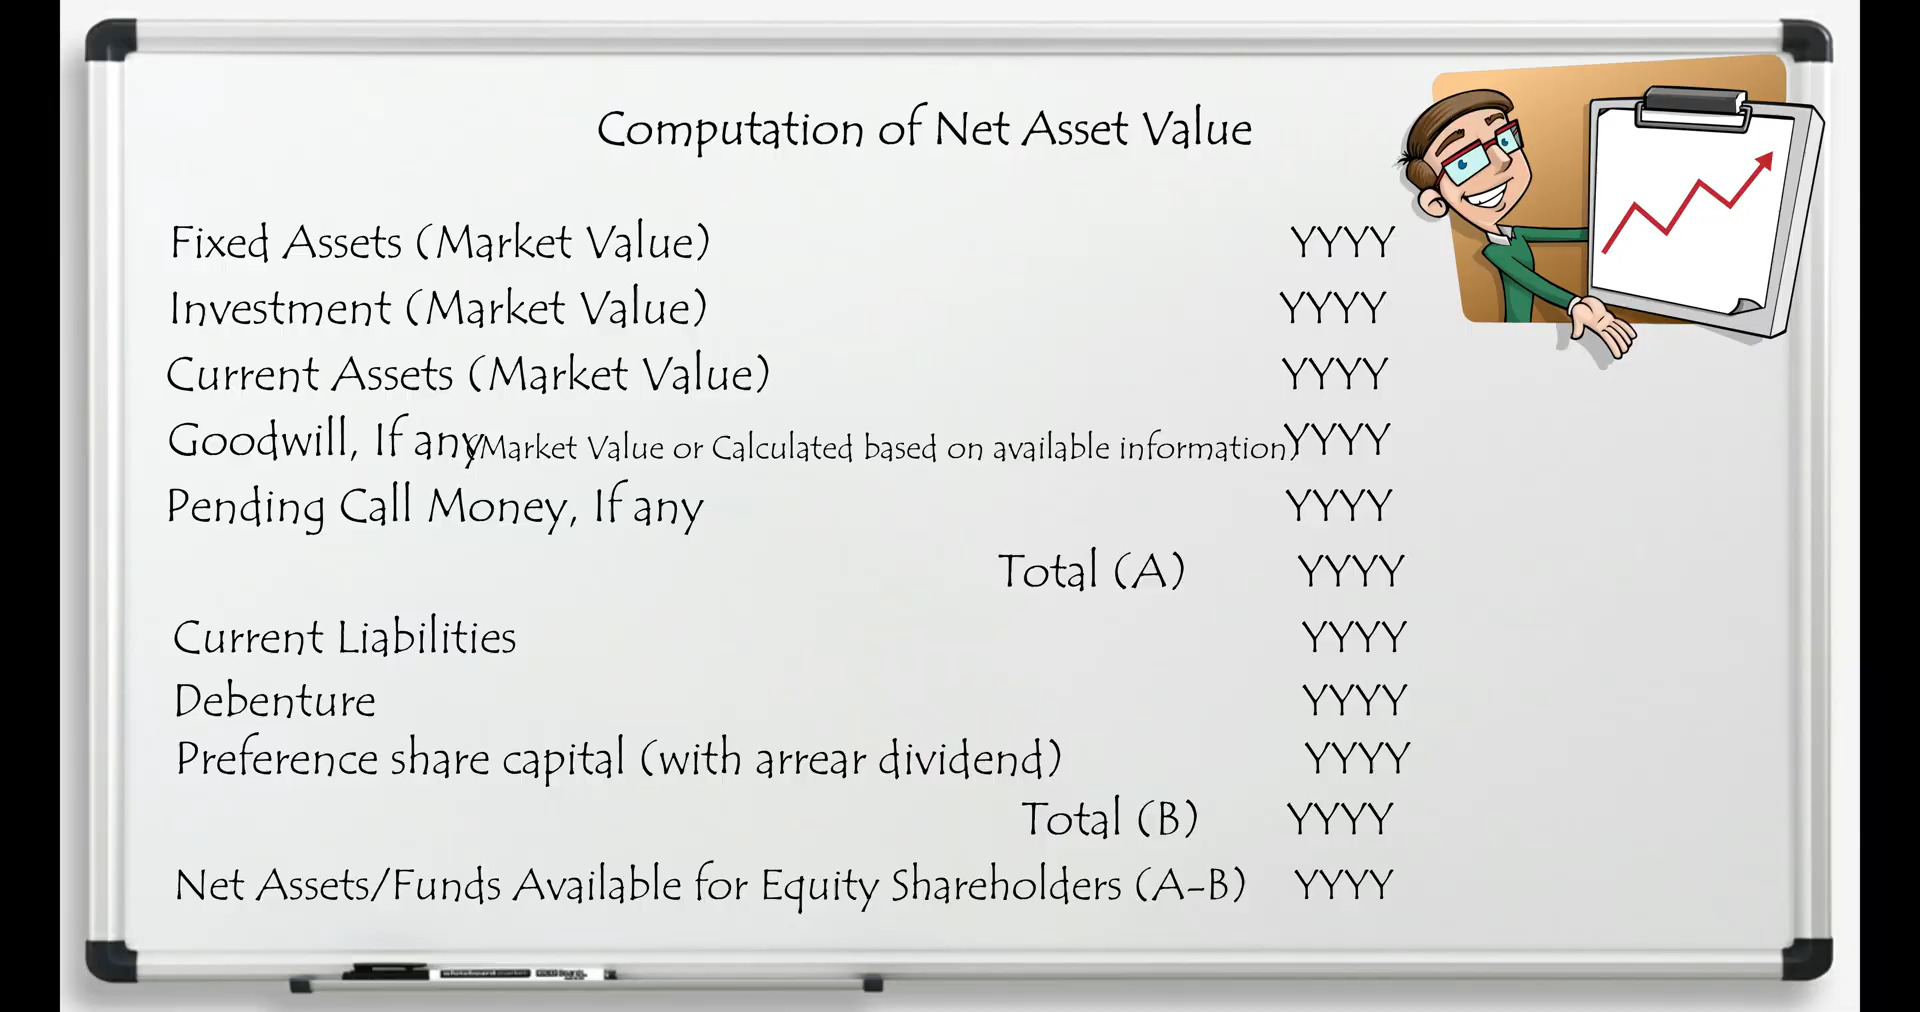 Computation of Net Asset Value
Fixed Assets (Market Value) YYYY
Investment (Market Value) YYYY
Current Assets (Market Value) YYYY
Goodwill, If any (Market Value or Calculated based on available information) YYYY
Pending Call Money, If any YYYY
Total (A) YYYY
Current Liabilities YYYY
Debenture YYYY
Preference share capital (with arrear dividend) YYYY
Total (B) YYYY
Net Assets/Funds Available for Equity Shareholders (A-B) YYYY